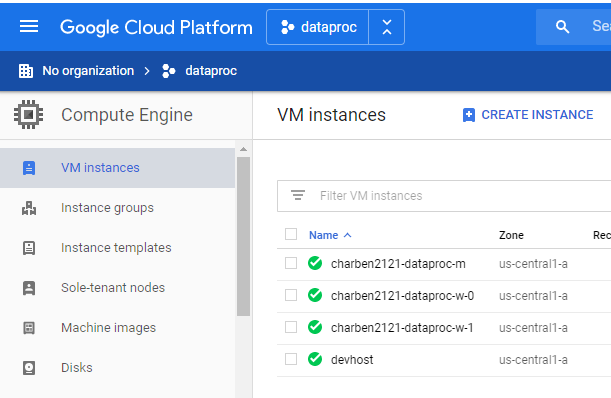 Google Cloud Platform dataproc Sea
No organization > dataproc
Compute Engine
VM instances CREATE INSTANCE
VM instances
Instance groups
Instance templates
Sole-tenant nodes
Machine images
Disks
Filter VM instances
Name Zone Rec
charben2121-dataproc-m us-central1-a
charben2121-dataproc-w-0 us-central1-a
charben2121-dataproc-w-1 us-central1-a
devhost us-central1-a